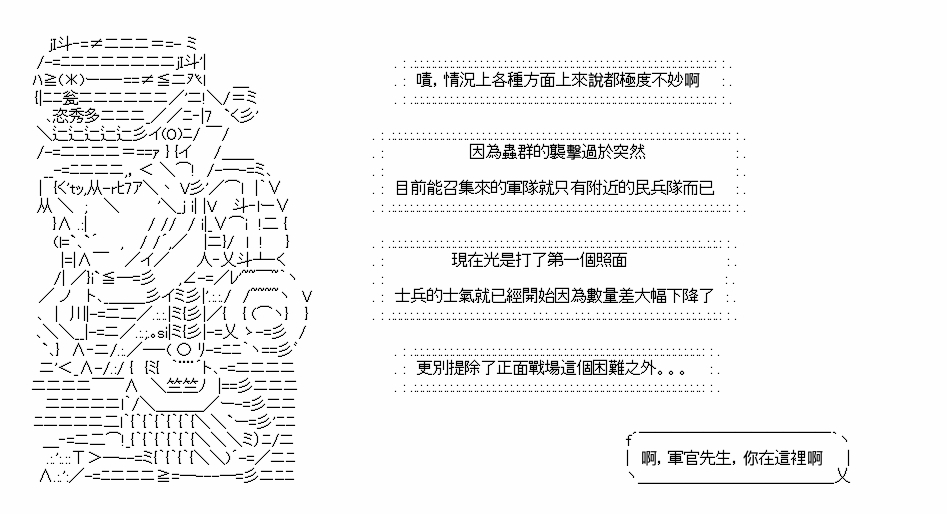 嘖，情況上各種方面上來說都極度不妙啊
因為蟲群的襲擊過於突然
目前能召集來的軍隊就只有附近的民兵隊而已
現在光是打了第一個照面
士兵的士氣就已經開始因為數量差大幅下降了
更別提除了正面戰場這個困難之外。。。
啊，軍官先生，你在這裡啊